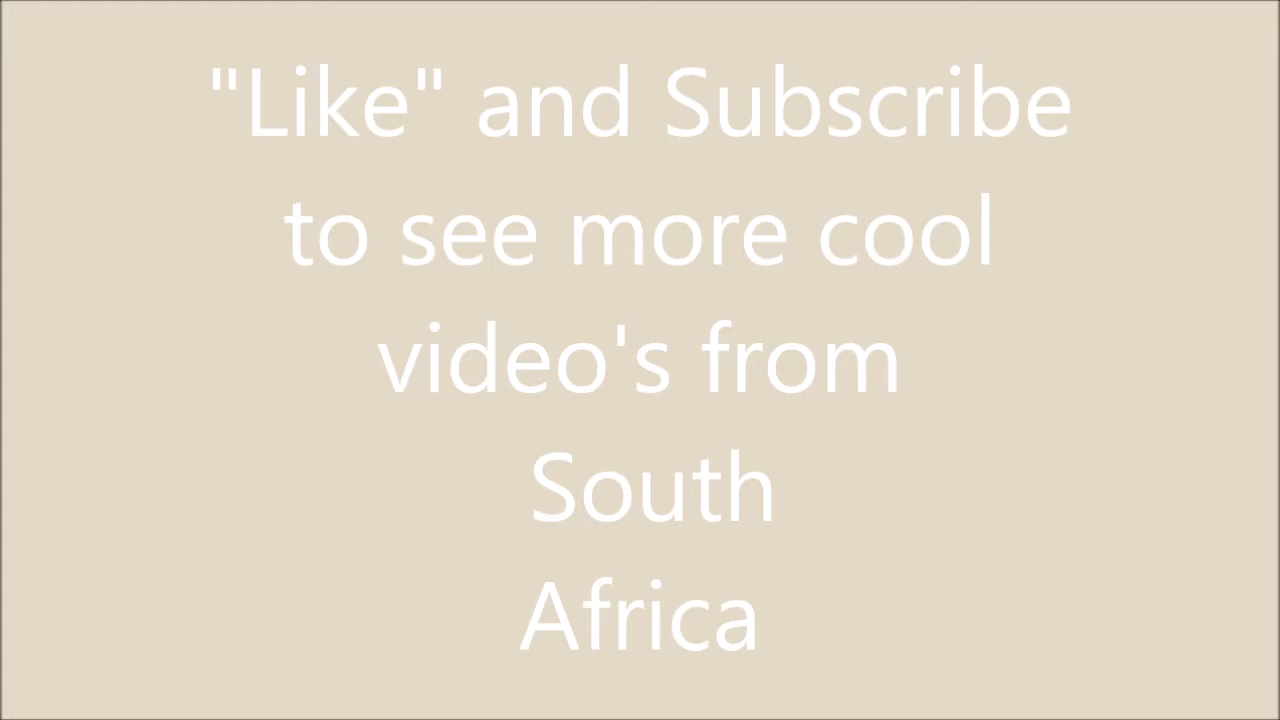 "Like" and Subscribe
to see more cool
video's from
South
Africa